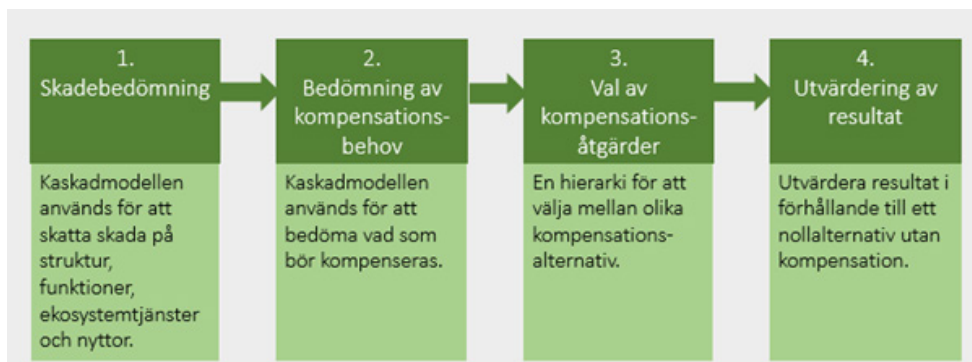 1.
Skadebedömning
Kaskadmodellen
används för att
skatta skada på
struktur,
funktioner,
ekosystemtjänster
och nyttor.
2.
Bedömning av
kompensations-
behov
Kaskadmodellen
används för att
bedöma vad som
bör kompenseras.
3.
Val av
kompensations-
åtgärder
En hierarki för att
välja mellan olika
kompensations-
alternativ.
4.
Utvärdering av
resultat
Utvärdera resultat i
förhållande till ett
nollalternativ utan
kompensation.